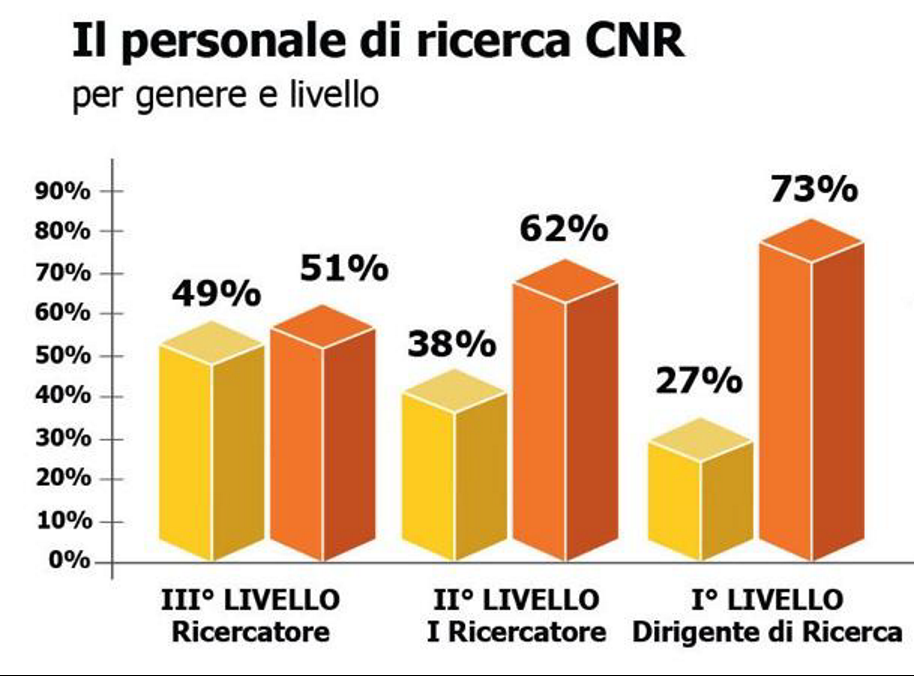 Il personale di ricerca CNR
per genere e livello
90%
80%
70%
60%
50%
40%
30%
20%
10%
0%
49%
51%
38%
62%
27%
73%
III° LIVELLO
Ricercatore
II° LIVELLO
I Ricercatore
I° LIVELLO
Dirigente di Ricerca